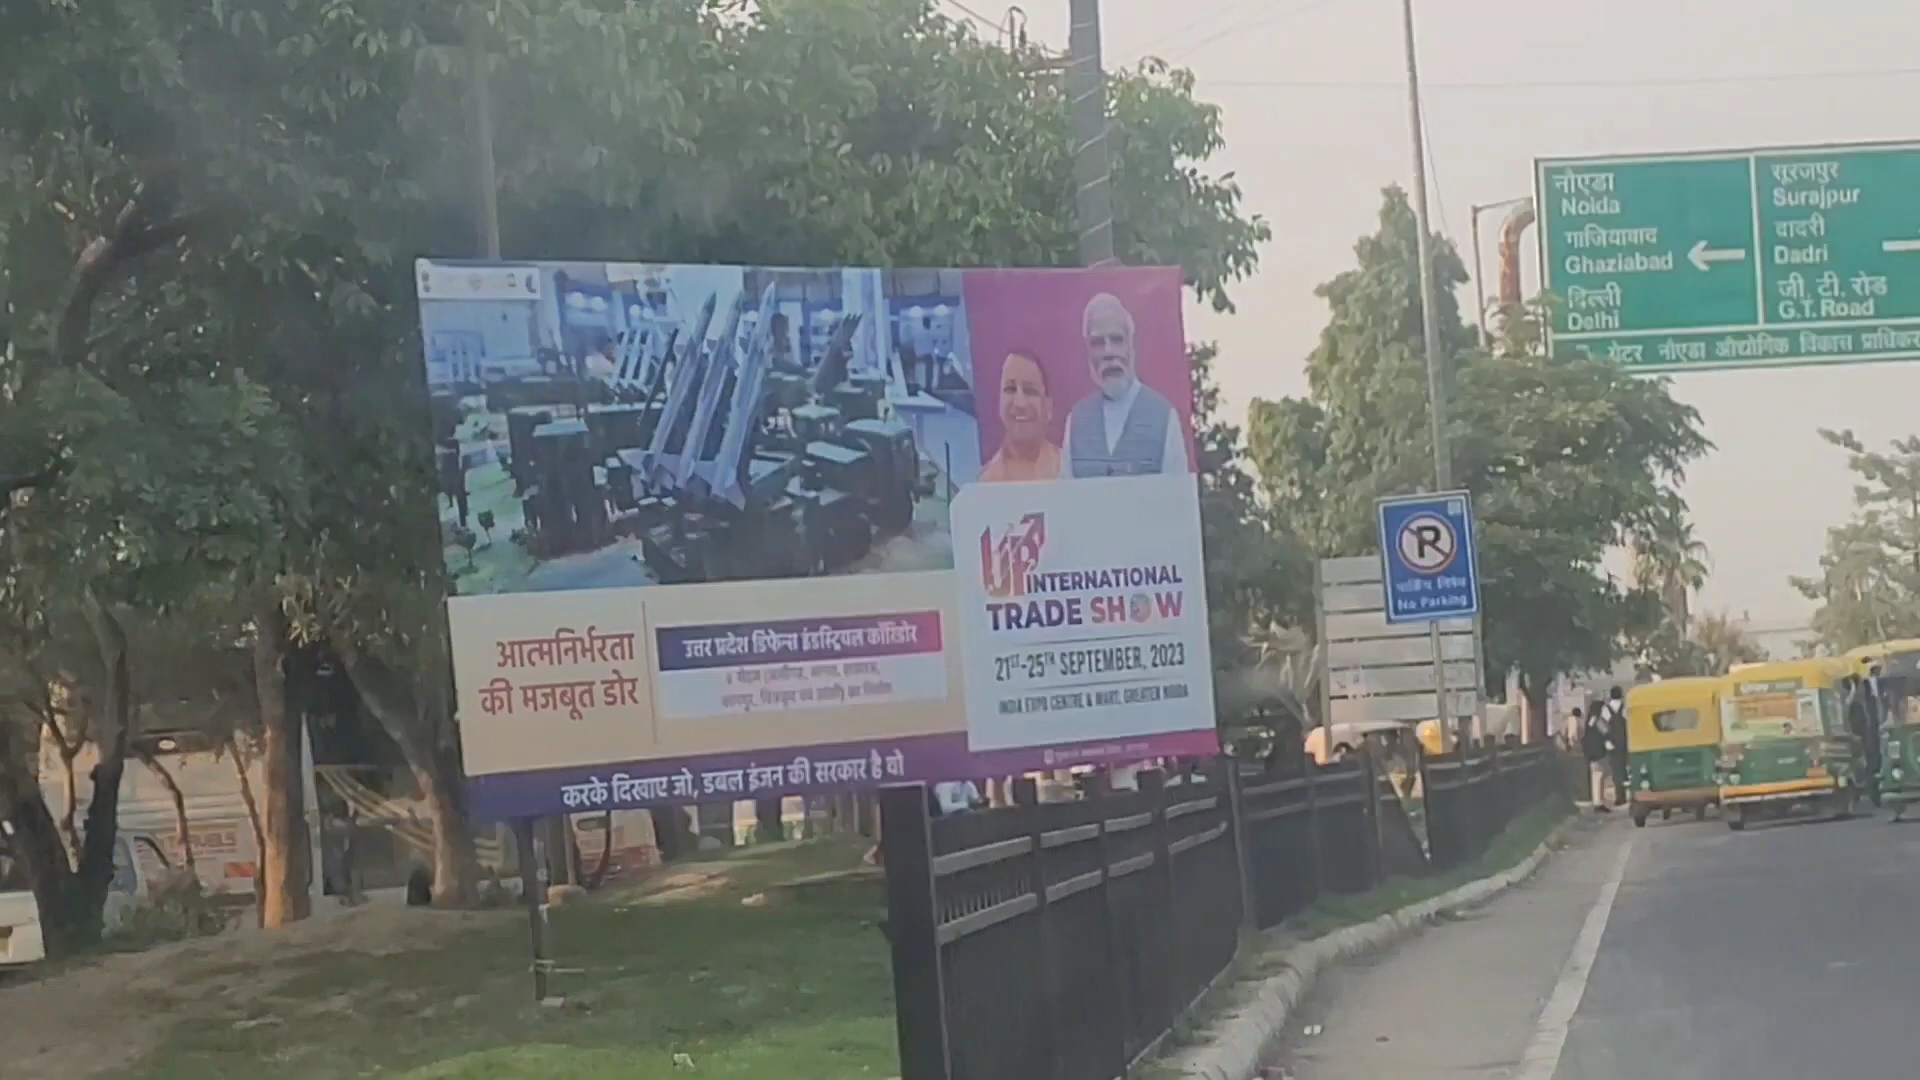 आत्मनिर्भरता
की मजबूत डोर
उत्तर प्रदेश डिफेन्स इंडस्ट्रियल कॉरिडोर
करके दिखाए जो, डबल इंजन की सरकार है वो
UP INTERNATIONAL
TRADE SHOW
21ST-25TH SEPTEMBER, 2023
INDIA EXPO CENTRE & MART, GREATER NOIDA
नौएडा
Noida
गाजियाबाद
Ghaziabad
दिल्ली
Delhi
सूरजपुर
Surajpur
दादरी
Dadri
जी. टी. रोड
G.T. Road
ग्रेटर नौएडा औद्योगिक विकास प्राधिकर
पार्किंग निषेध
No Parking